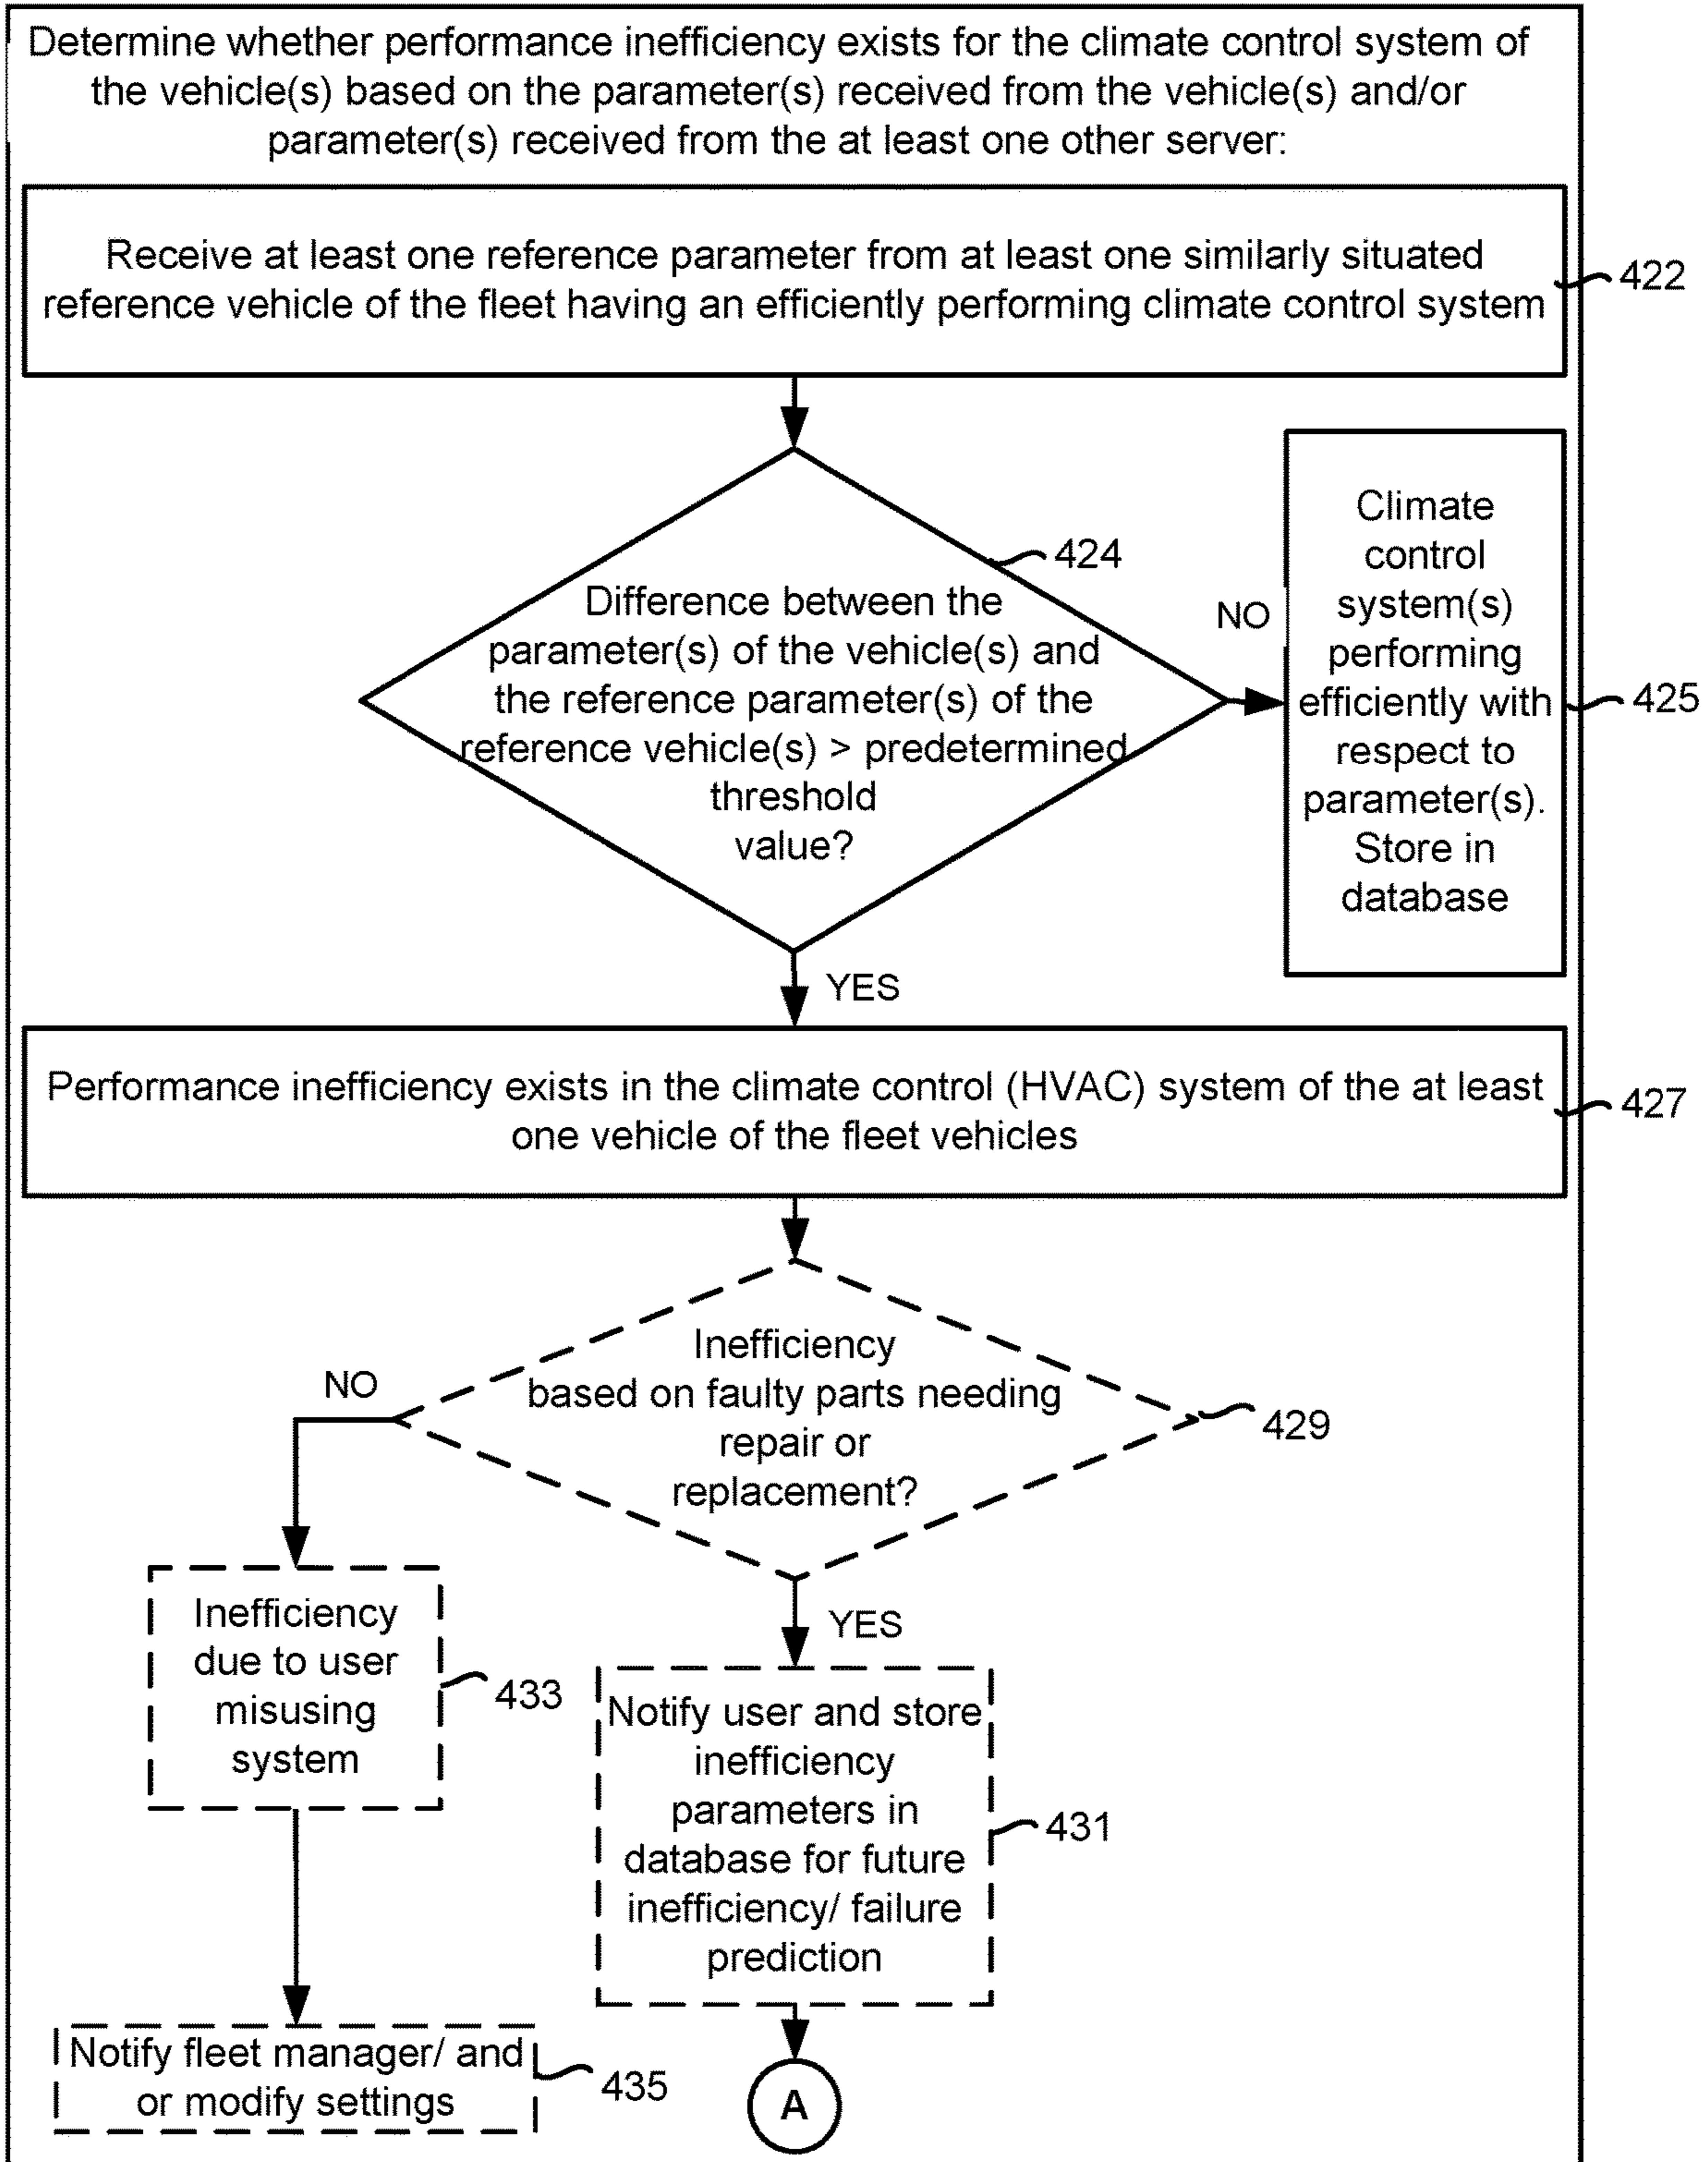 Determine whether performance inefficiency exists for the climate control system of
the vehicle(s) based on the parameter(s) received from the vehicle(s) and/or
parameter(s) received from the at least one other server:
Receive at least one reference parameter from at least one similarly situated
reference vehicle of the fleet having an efficiently performing climate control system
422
424
Difference between the
parameter(s) of the vehicle(s) and
the reference parameter(s) of the
reference vehicle(s) > predetermined
threshold
value?
NO
Climate
control
system(s)
performing
efficiently with
respect to
parameter(s).
Store in
database
425
YES
Performance inefficiency exists in the climate control (HVAC) system of the at least
one vehicle of the fleet vehicles
427
Inefficiency
based on faulty parts needing
repair or
replacement?
429
NO
YES
Inefficiency
due to user
misusing
system
433
Notify user and store
inefficiency
parameters in
database for future
inefficiency/ failure
prediction
431
Notify fleet manager/ and
or modify settings
435
A